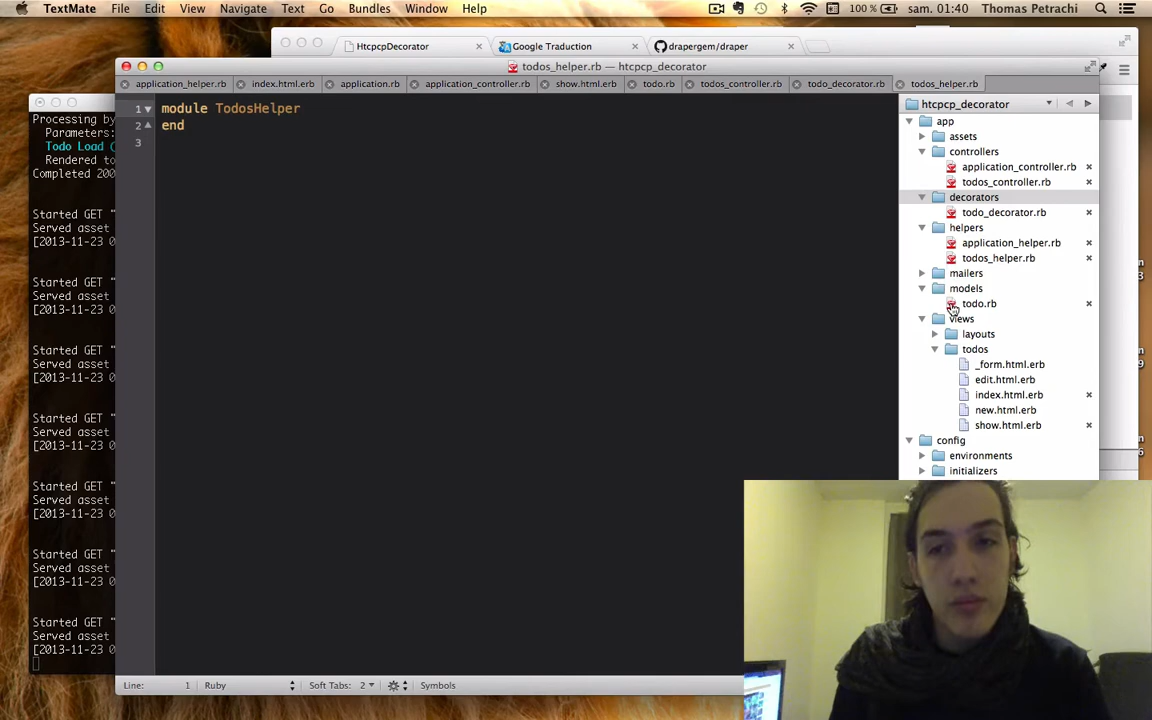 TextMate File Edit View Navigate Text Go Bundles Window Help 100 % sam. 01:40 Thomas Petrachi
HtcpcpDecorator Google Traduction drapergem/draper
todos_helper.rb — htcpcp_decorator
application_helper.rb index.html.erb application.rb application_controller.rb show.html.erb todo.rb todos_controller.rb todo_decorator.rb todos_helper.rb
Processing by
Parameters:
Todo Load (
Rendered to
Completed 200
Started GET "
Served asset
[2013-11-23 0
Started GET "
Served asset
[2013-11-23 0
Started GET "
Served asset
[2013-11-23 0
Started GET "
Served asset
[2013-11-23 0
Started GET "
Served asset
[2013-11-23 0
Started GET "
Served asset
[2013-11-23 0
Started GET "
Served asset
[2013-11-23 0
1 module TodosHelper
2 end
3
htcpcp_decorator
app
assets
controllers
application_controller.rb
todos_controller.rb
decorators
todo_decorator.rb
helpers
application_helper.rb
todos_helper.rb
mailers
models
todo.rb
views
layouts
todos
_form.html.erb
edit.html.erb
index.html.erb
new.html.erb
show.html.erb
config
environments
initializers
Line: 1 Ruby Soft Tabs: 2 Symbols